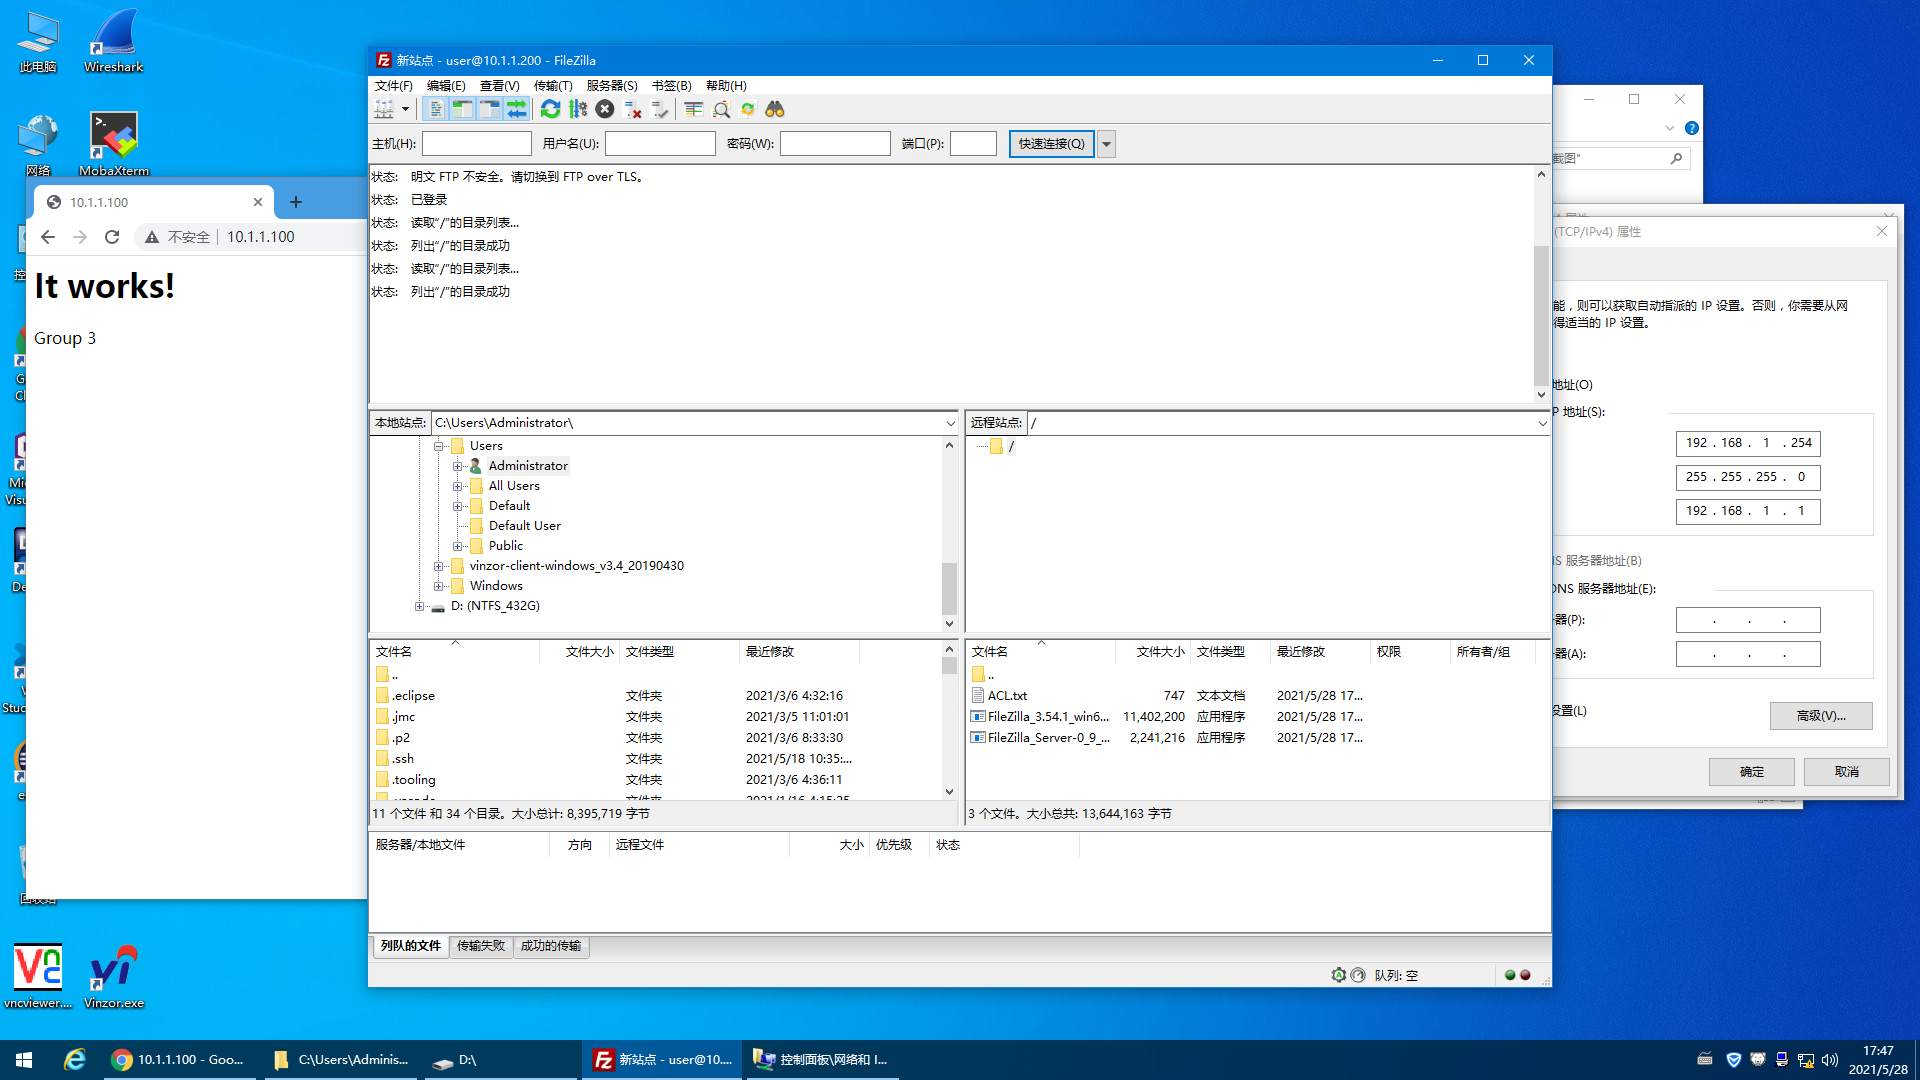 此电脑
Wireshark
网络
MobaXterm
10.1.1.100
不安全
10.1.1.100
It works!
Group 3
新站点 - user@10.1.1.200 - FileZilla
文件(F) 编辑(E) 查看(V) 传输(T) 服务器(S) 书签(B) 帮助(H)
主机(H): 用户名(U): 密码(W): 端口(P): 快速连接(Q)
状态: 明文 FTP 不安全。请切换到 FTP over TLS。
状态: 已登录
状态: 读取“/”的目录列表...
状态: 列出“/”的目录成功
状态: 读取“/”的目录列表...
状态: 列出“/”的目录成功
本地站点: C:\Users\Administrator\
Users
Administrator
All Users
Default
Default User
Public
vinzor-client-windows_v3.4_20190430
Windows
D: (NTFS_432G)
远程站点: /
/
文件名 文件大小 文件类型 最近修改
..
.eclipse 文件夹 2021/3/6 4:32:16
.jmc 文件夹 2021/3/5 11:01:01
.p2 文件夹 2021/3/6 8:33:30
.ssh 文件夹 2021/5/18 10:35:...
.tooling 文件夹 2021/3/6 4:36:11
11 个文件 和 34 个目录。大小总计: 8,395,719 字节
文件名 文件大小 文件类型 最近修改 权限 所有者/组
..
ACL.txt 747 文本文档 2021/5/28 17...
FileZilla_3.54.1_win6... 11,402,200 应用程序 2021/5/28 17...
FileZilla_Server-0_9_... 2,241,216 应用程序 2021/5/28 17...
3 个文件。大小总共: 13,644,163 字节
服务器/本地文件 方向 远程文件 大小 优先级 状态
列队的文件 传输失败 成功的传输
队列: 空
截图"
(TCP/IPv4) 属性
能，则可以获取自动指派的 IP 设置。否则，你需要从网
得适当的 IP 设置。
地址(O)
P 地址(S):
192 . 168 . 1 . 254
255 . 255 . 255 . 0
192 . 168 . 1 . 1
服务器地址(B)
DNS 服务器地址(E):
器(P):
器(A):
设置(L)
高级(V)...
确定
取消
vncviewer....
Vinzor.exe
10.1.1.100 - Goo...
C:\Users\Adminis...
D:\
新站点 - user@10....
控制面板\网络和 I...
17:47
2021/5/28